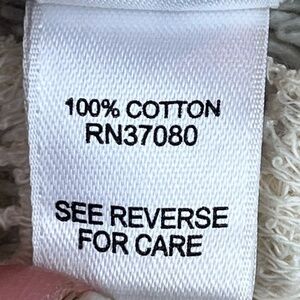 100% COTTON
RN37080
SEE REVERSE
FOR CARE